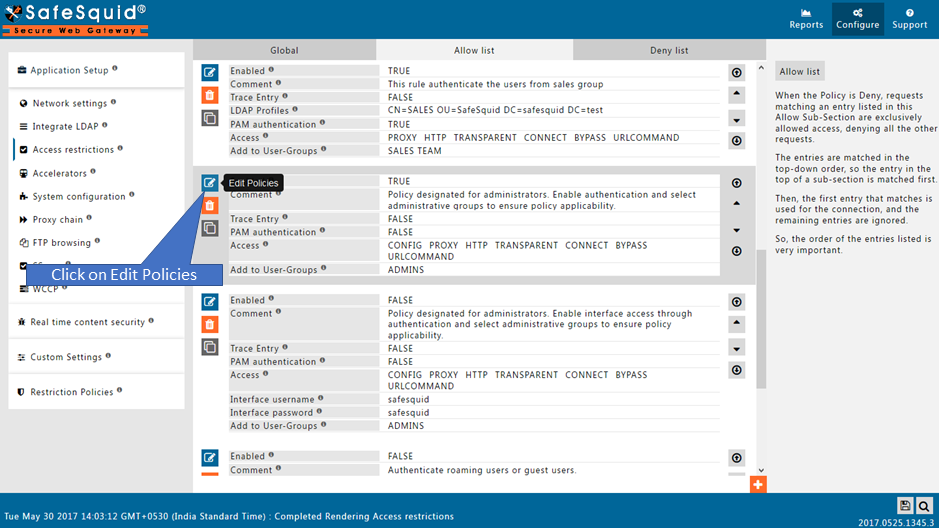 SafeSquid®
Secure Web Gateway
Reports
Configure
Support
Global
Allow list
Deny list
Application Setup
Network settings
Integrate LDAP
Access restrictions
Accelerators
System configuration
Proxy chain
FTP browsing
WCCP
Real time content security
Custom Settings
Restriction Policies
Enabled TRUE
Comment This rule authenticate the users from sales group
Trace Entry FALSE
LDAP Profiles CN=SALES OU=SafeSquid DC=safesquid DC=test
PAM authentication TRUE
Access PROXY HTTP TRANSPARENT CONNECT BYPASS URLCOMMAND
Add to User-Groups SALES TEAM
Edit Policies
TRUE
Comment Policy designated for administrators. Enable authentication and select
administrative groups to ensure policy applicability.
Trace Entry FALSE
PAM authentication FALSE
Access CONFIG PROXY HTTP TRANSPARENT CONNECT BYPASS
URLCOMMAND
Add to User-Groups ADMINS
Click on Edit Policies
Enabled FALSE
Comment Policy designated for administrators. Enable interface access through
authentication and select administrative groups to ensure policy
applicability.
Trace Entry FALSE
PAM authentication FALSE
Access CONFIG PROXY HTTP TRANSPARENT CONNECT BYPASS
URLCOMMAND
Interface username safesquid
Interface password safesquid
Add to User-Groups ADMINS
Enabled FALSE
Comment Authenticate roaming users or guest users.
Allow list
When the Policy is Deny, requests
matching an entry listed in this
Allow Sub-Section are exclusively
allowed access, denying all the other
requests.
The entries are matched in the
top-down order, so the entry in the
top of a sub-section is matched first.
Then, the first entry that matches is
used for the connection, and the
remaining entries are ignored.
So, the order of the entries listed is
very important.
Tue May 30 2017 14:03:12 GMT+0530 (India Standard Time) : Completed Rendering Access restrictions
2017.0525.1345.3